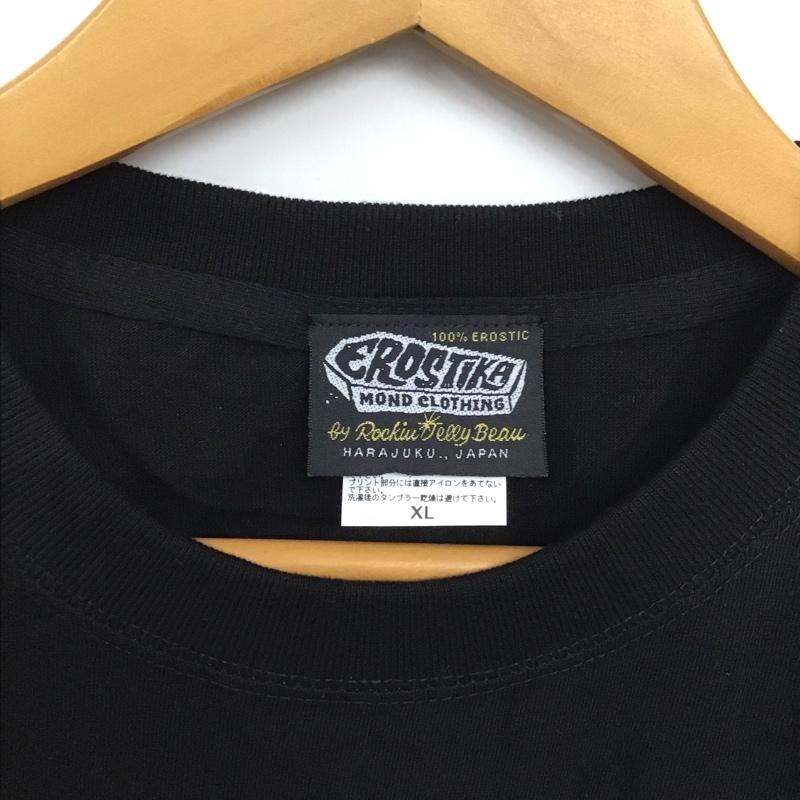 100% EROSTIC
EROSTIKA
MOND CLOTHING
by Rockin'Jelly Bean
HARAJUKU., JAPAN
プリント部分には直接アイロンをあてない
で下さい。
洗濯後のタンブラー乾燥は避けて下さい。
XL